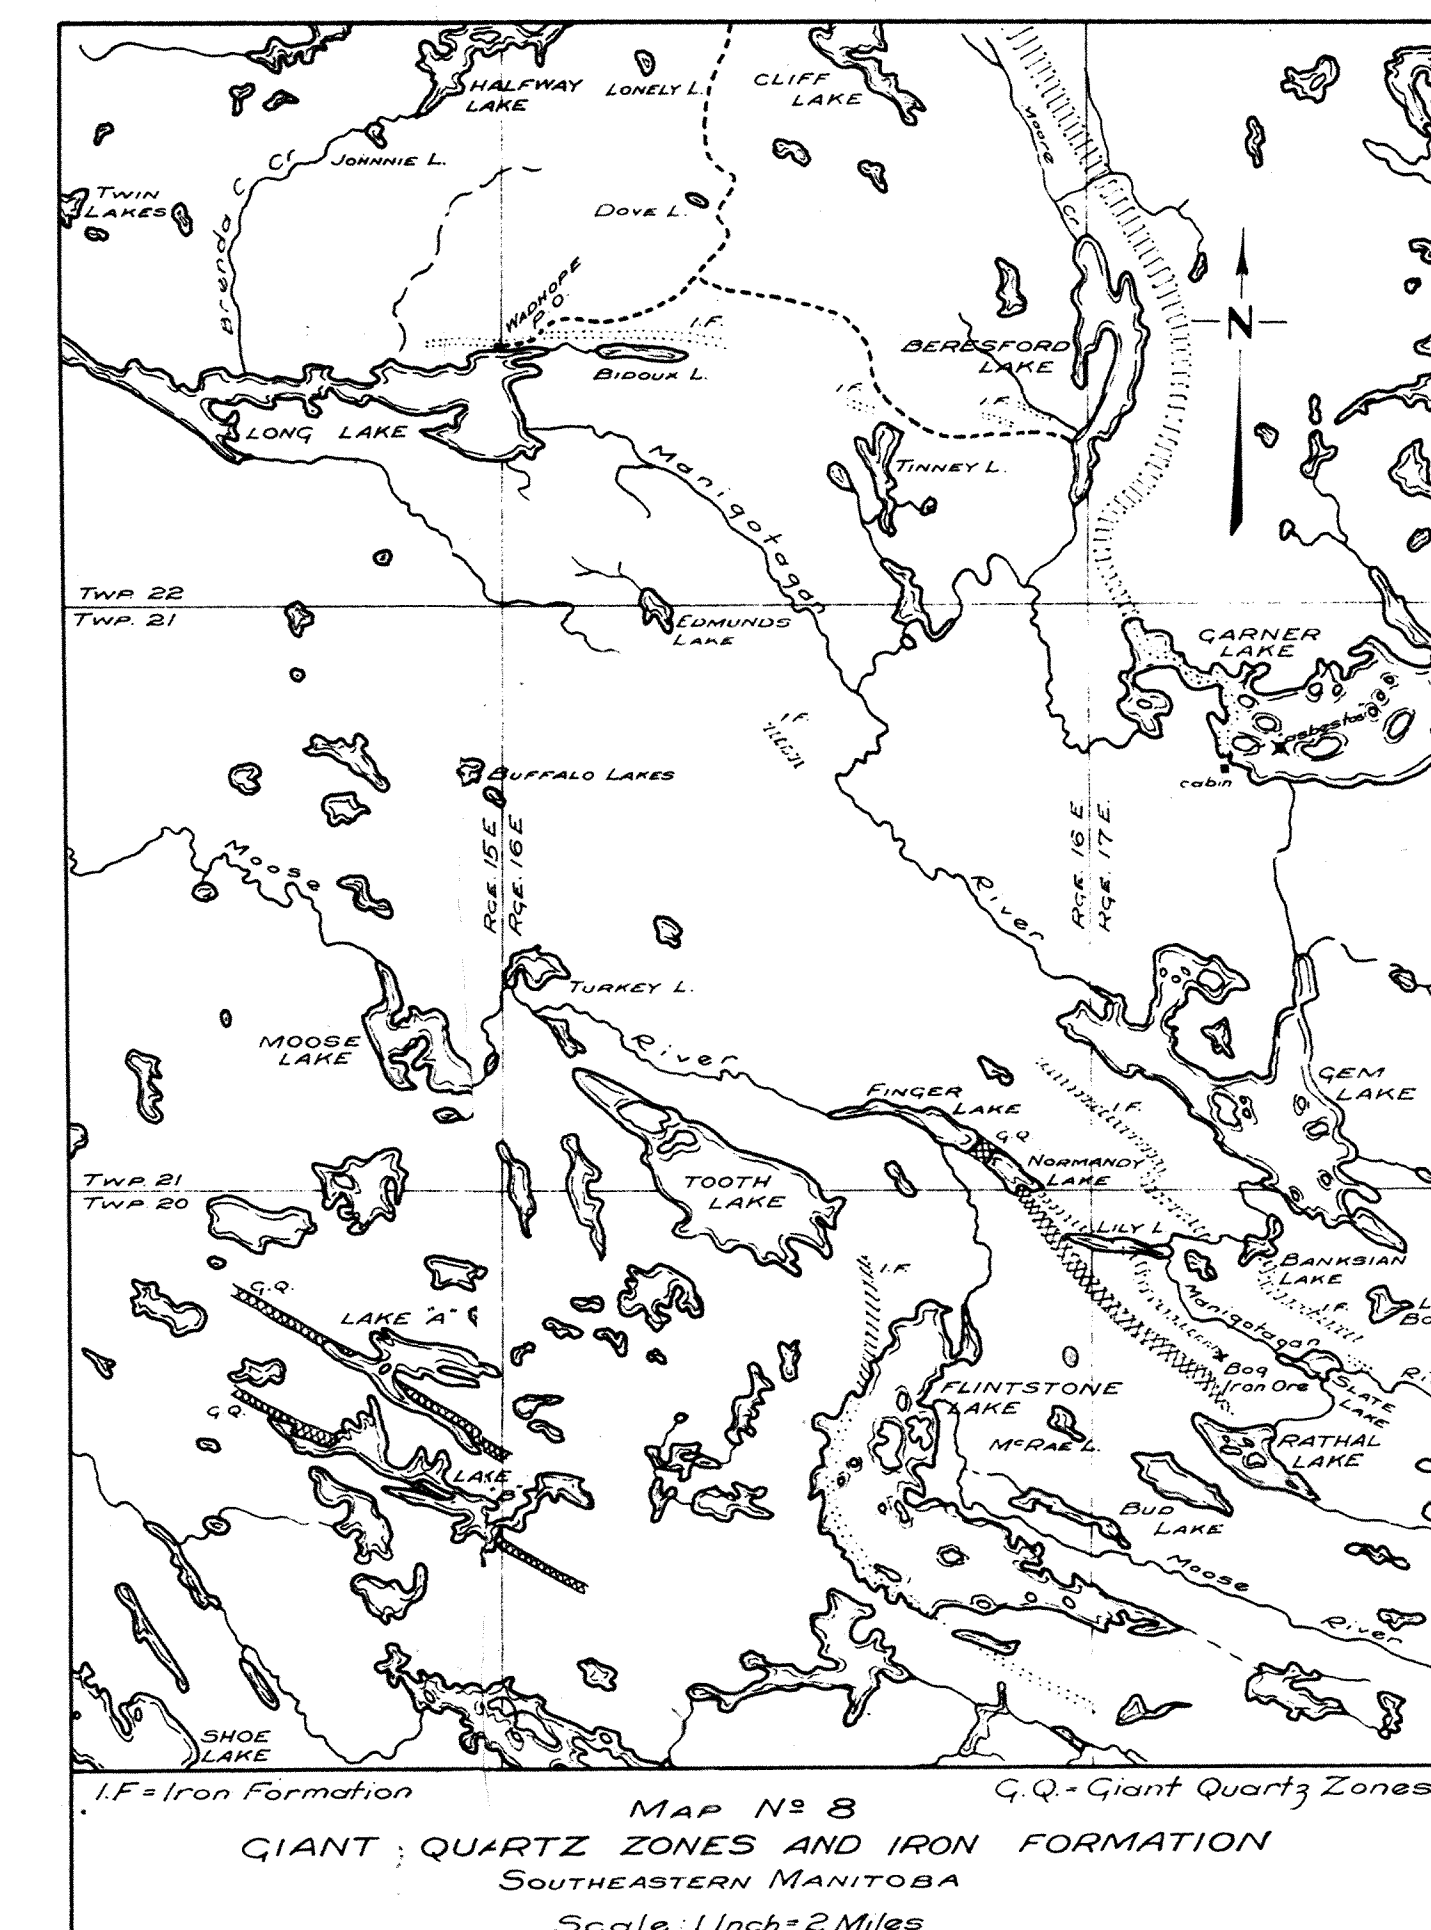 HALFWAY
LAKE
LONELY L.
CLIFF
LAKE
Moore
Cr
JOHNNIE L.
Cr
TWIN
LAKES
DOVE L.
Brenda
WADHOPE
P.O.
I.F.
N
BERESFORD
LAKE
BIDOUX L.
I.F.
I.F.
LONG LAKE
TINNEY L.
Manigotagan
TWP. 22
TWP. 21
EDMUNDS
LAKE
GARNER
LAKE
I.F.
asbestos
cabin
BUFFALO LAKES
RGE. 15 E
RGE. 16 E
RGE. 16 E
RGE. 17 E.
Moose
River
TURKEY L.
MOOSE
LAKE
River
GEM
LAKE
FINGER
LAKE
I.F.
G.Q.
NORMANDY
LAKE
TWP. 21
TWP. 20
TOOTH
LAKE
LILY L.
BANKSIAN
LAKE
I.F.
G.Q.
I.F.
Manigotagan
LAKE "A"
Bog
Iron Ore
SLATE
LAKE
FLINTSTONE
LAKE
G.Q.
McRAE L.
RATHAL
LAKE
LAKE
BUD
LAKE
Moose
River
SHOE
LAKE
I.F = Iron Formation
G.Q. = Giant Quartz Zones
MAP No 8
GIANT QUARTZ ZONES AND IRON FORMATION
SOUTHEASTERN MANITOBA
Scale: 1 Inch = 2 Miles